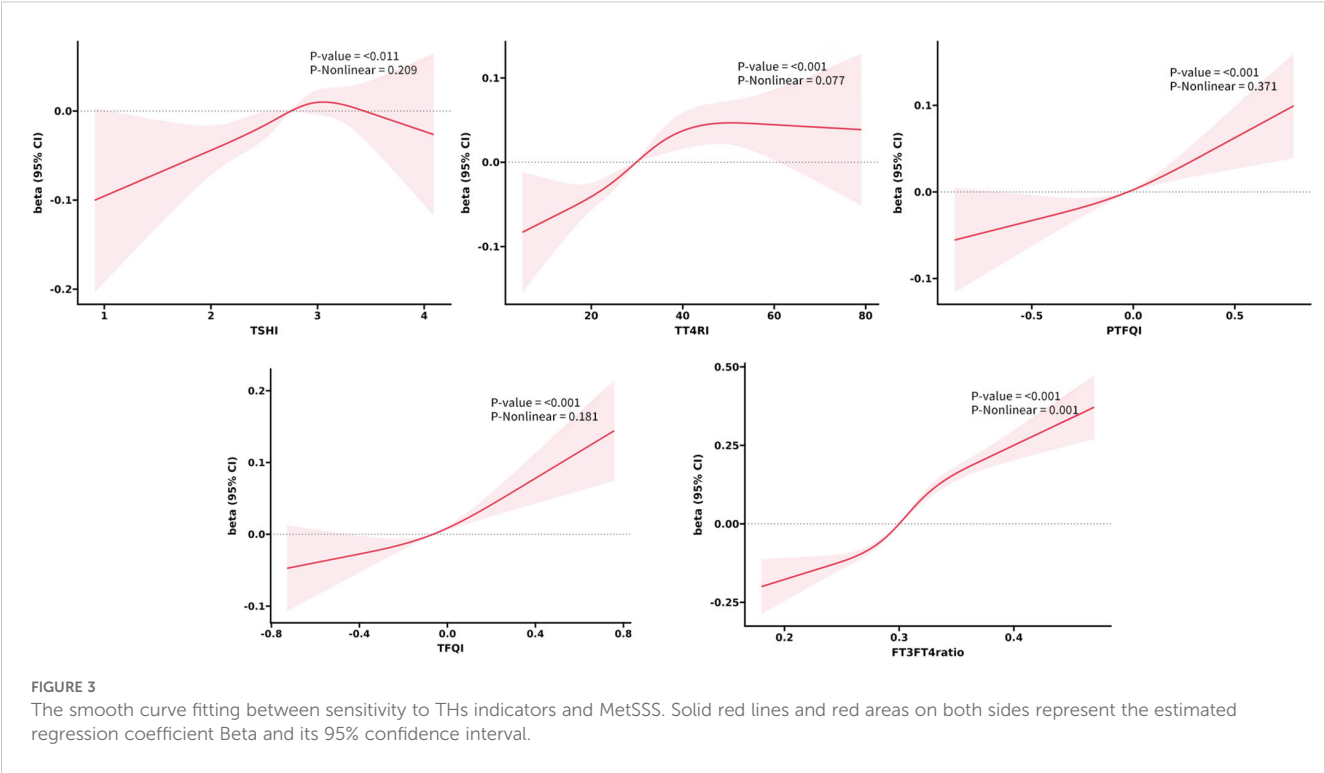 P-value = <0.011
P-Nonlinear = 0.209
0.0
-0.1
-0.2
beta (95% CI)
1 2 3 4
TSHI
P-value = <0.001
P-Nonlinear = 0.077
0.1
0.0
-0.1
beta (95% CI)
20 40 60 80
TT4RI
P-value = <0.001
P-Nonlinear = 0.371
0.1
0.0
-0.1
beta (95% CI)
-0.5 0.0 0.5
PTFQI
P-value = <0.001
P-Nonlinear = 0.181
0.2
0.1
0.0
-0.1
beta (95% CI)
-0.8 -0.4 0.0 0.4 0.8
TFQI
P-value = <0.001
P-Nonlinear = 0.001
0.50
0.25
0.00
-0.25
beta (95% CI)
0.2 0.3 0.4
FT3FT4ratio
FIGURE 3
The smooth curve fitting between sensitivity to THs indicators and MetSSS. Solid red lines and red areas on both sides represent the estimated
regression coefficient Beta and its 95% confidence interval.